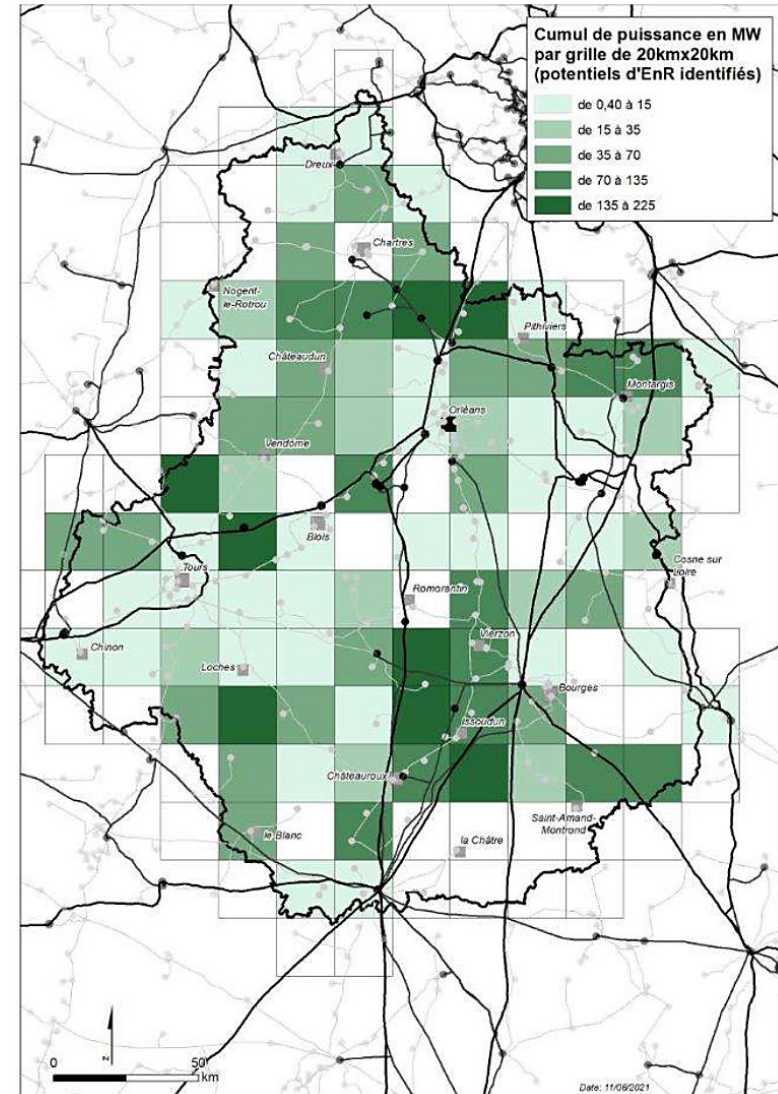 Cumul de puissance en MW
par grille de 20kmx20km
(potentiels d'EnR identifiés)
de 0,40 à 15
de 15 à 35
de 35 à 70
de 70 à 135
de 135 à 225
Dreux
Chartres
Nogent-
le-Rotrou
Pithiviers
Châteaudun
Montargis
Orléans
Vendôme
Blois
Cosne sur
Loire
Tours
Romorantin
Vierzon
Chinon
Loches
Bourges
Issoudun
Châteauroux
Saint-Amand-
Montrond
le Blanc
la Châtre
z
0
50
km
Date: 11/06/2021